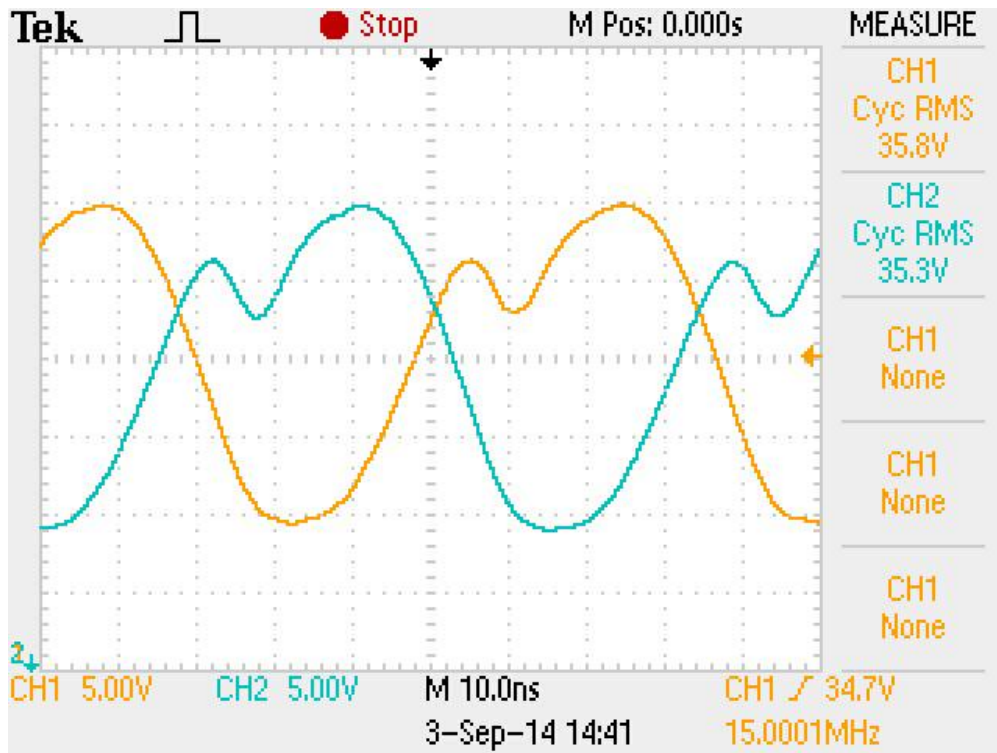 Tek Stop M Pos: 0.000s MEASURE
CH1
Cyc RMS
35.8V
CH2
Cyc RMS
35.3V
CH1
None
CH1
None
CH1
None
2
CH1 5.00V CH2 5.00V M 10.0ns CH1 34.7V
3-Sep-14 14:41 15.0001MHz